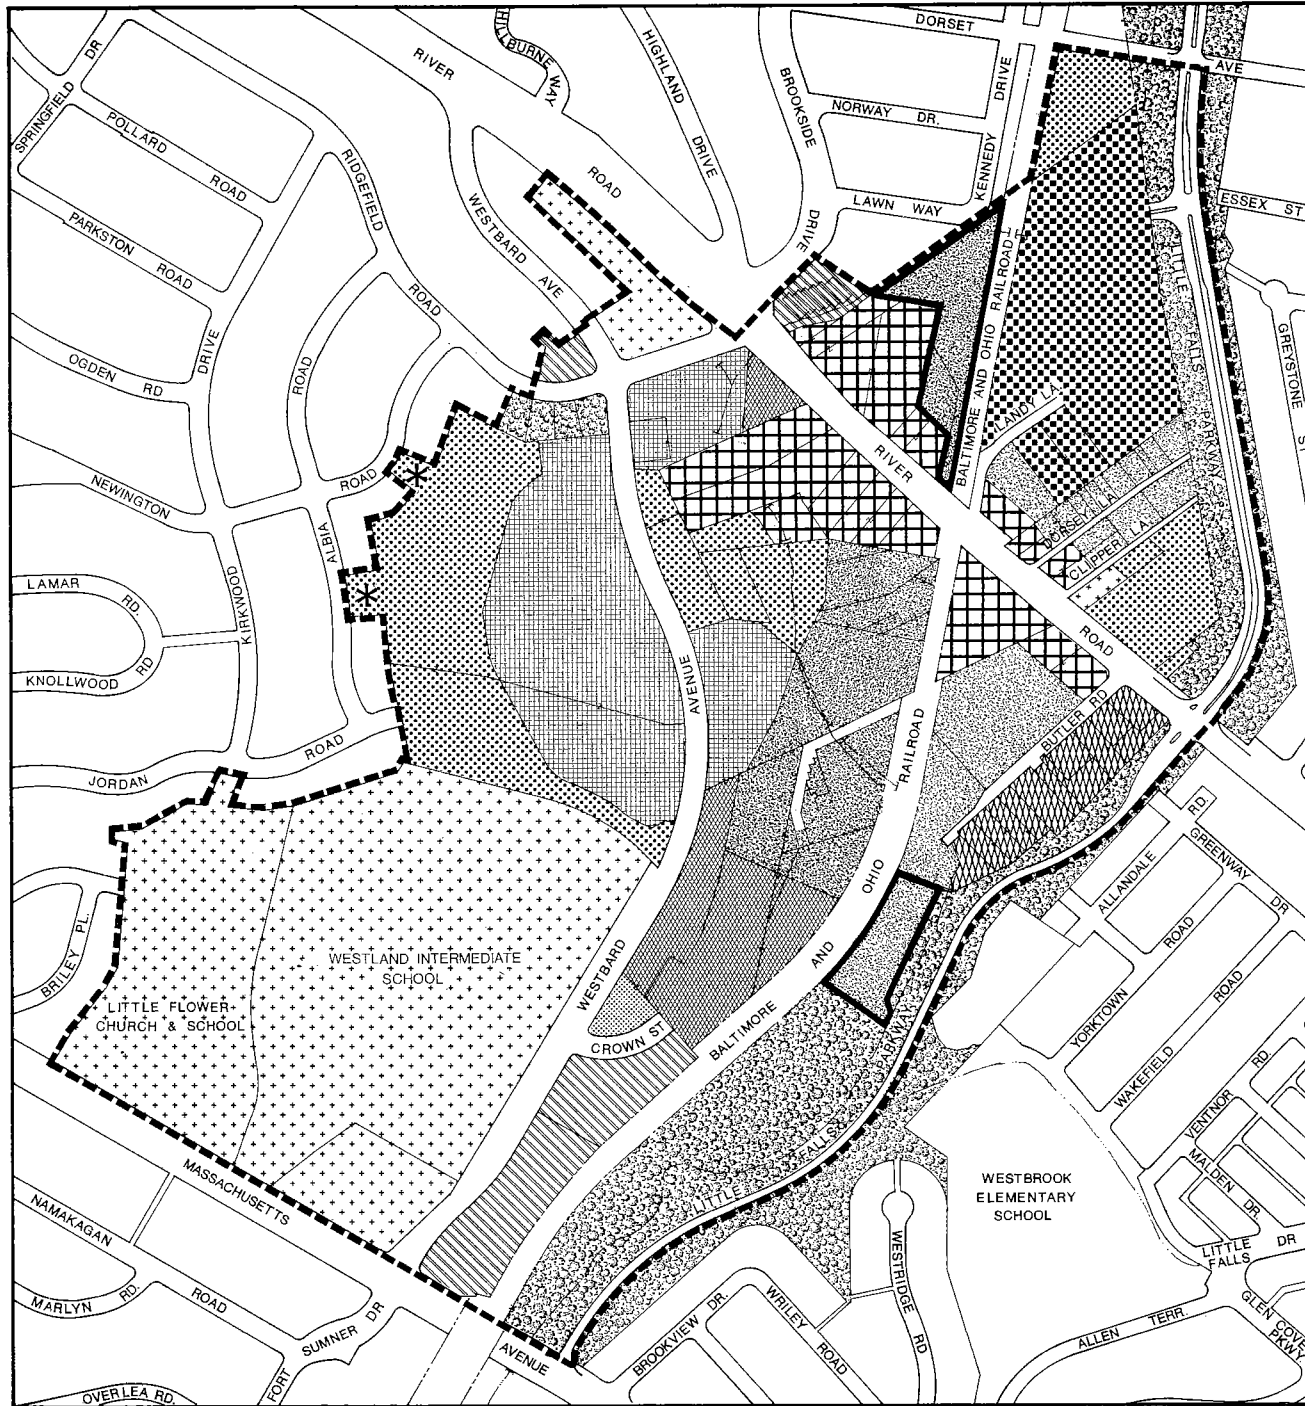 DORSET
AVE
SPRINGFIELD DR
RIVER
ROAD
HILLBURNE WAY
HIGHLAND DRIVE
BROOKSIDE DRIVE
NORWAY DR.
KENNEDY DRIVE
POLLARD ROAD
RIDGEFIELD ROAD
WESTBARD AVE
LAWN WAY
ESSEX ST
PARKSTON ROAD
LITTLE FALLS PARKWAY
GREYSTONE
OGDEN RD
DRIVE
ROAD
BALTIMORE AND OHIO RAILROAD
LANDY LA
RIVER
ROAD
NEWINGTON
ROAD
ALBIA
DORSEY LA
CLIPPER LA
LAMAR
RD
KIRKWOOD
KNOLLWOOD RD
AVENUE
ROAD
BUTLER RD
JORDAN ROAD
RAILROAD
ALLANDALE RD.
GREENWAY DR
OHIO
BRILEY PL.
WESTLAND INTERMEDIATE
SCHOOL
LITTLE FLOWER
CHURCH & SCHOOL
WESTBARD
AND
YORKTOWN ROAD
WAKEFIELD ROAD
CROWN ST
BALTIMORE
PARKWAY
VENTNOR RD
LITTLE FALLS
MALDEN DR
MASSACHUSETTS
WESTBROOK
ELEMENTARY
SCHOOL
NAMAKAGAN
ROAD
WESTRIDGE RD
LITTLE
FALLS
DR
MARLYN RD.
FORT SUMNER DR
AVENUE
BROOKVIEW DR.
WRILEY ROAD
ALLEN TERR.
GLEN COVE
PKWY
OVERLEA RD.